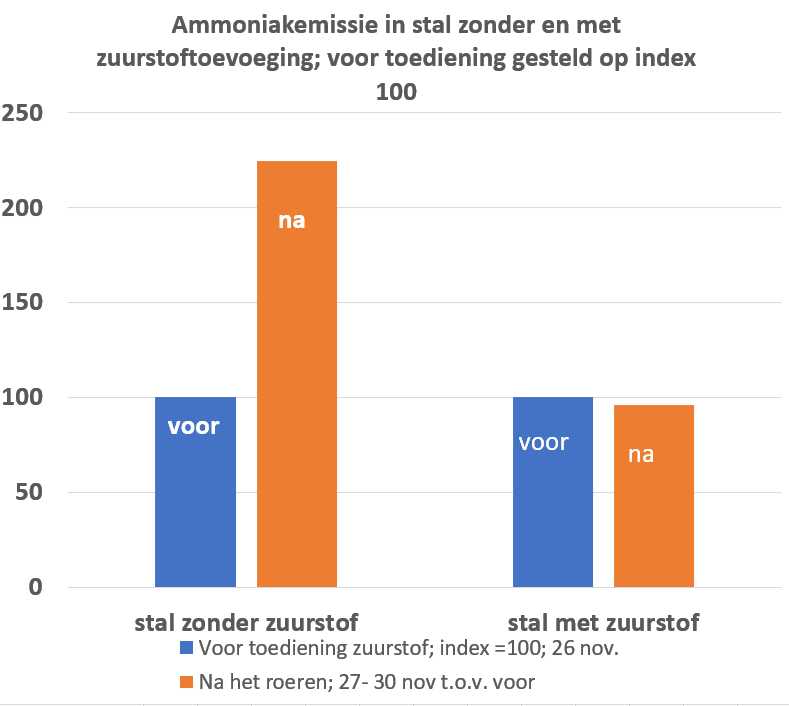 Ammoniakemissie in stal zonder en met
zuurstoftoevoeging; voor toediening gesteld op index
100
250
200
150
100
50
0
na
voor
voor
na
stal zonder zuurstof
stal met zuurstof
Voor toediening zuurstof; index =100; 26 nov.
Na het roeren; 27- 30 nov t.o.v. voor